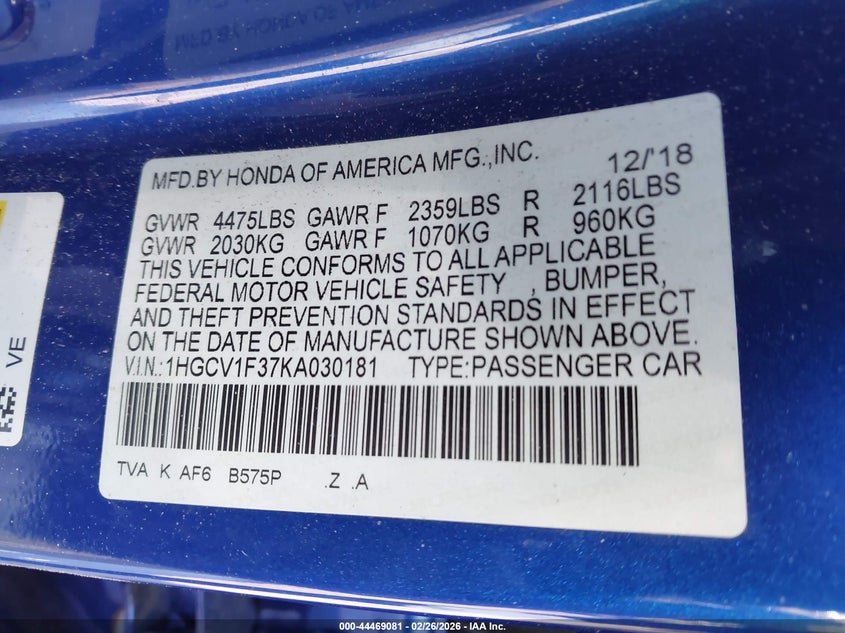 MFD.BY HONDA OF AMERICA MFG.,INC. 12/'18
GVWR 4475LBS GAWR F 2359LBS R 2116LBS
GVWR 2030KG GAWR F 1070KG R 960KG
THIS VEHICLE CONFORMS TO ALL APPLICABLE
FEDERAL MOTOR VEHICLE SAFETY , BUMPER,
AND THEFT PREVENTION STANDARDS IN EFFECT
ON THE DATE OF MANUFACTURE SHOWN ABOVE.
V.I.N.:1HGCV1F37KA030181 TYPE:PASSENGER CAR
TVA K AF6 B575P .Z .A
VE
000-44469081 - 02/26/2026 - IAA Inc.